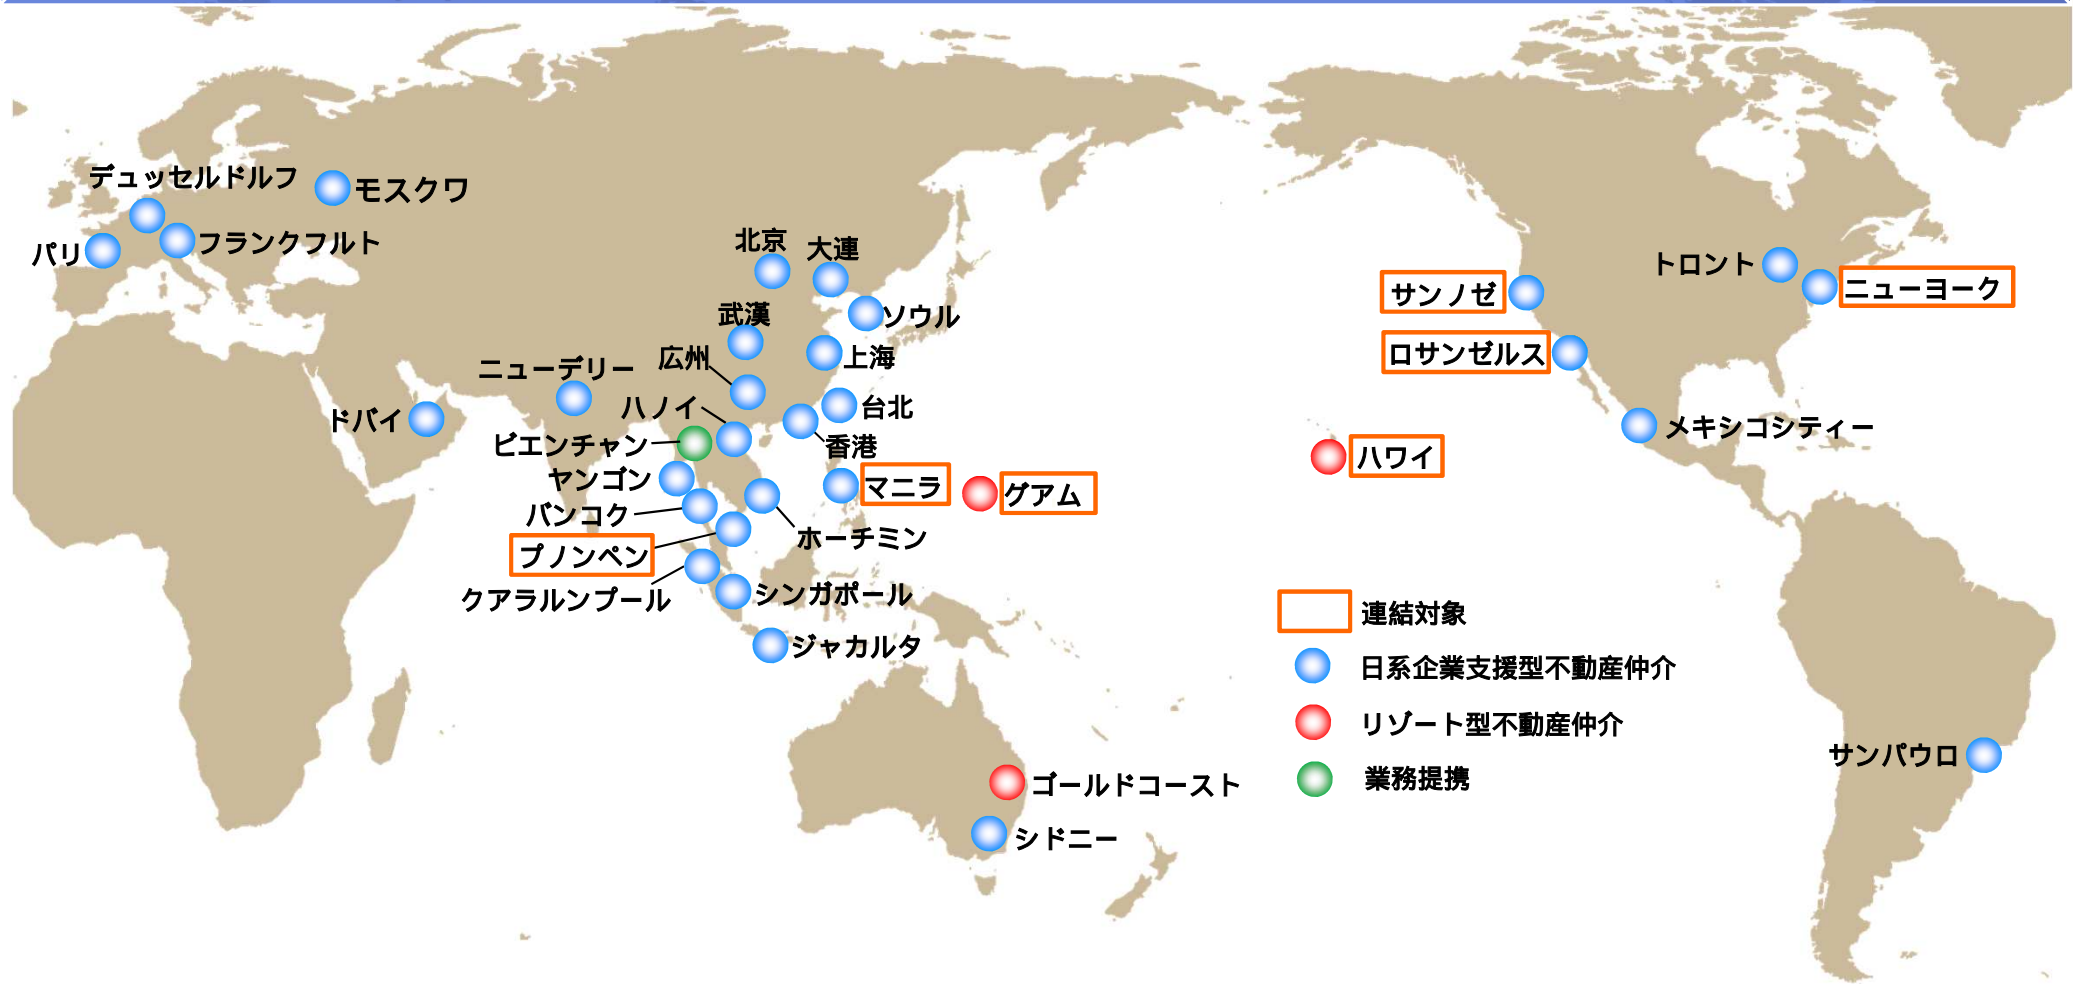 デュッセルドルフ
モスクワ
パリ
フランクフルト
北京
大連
武漢
ソウル
広州
上海
ニューデリー
ハノイ
台北
ドバイ
ビエンチャン
香港
ヤンゴン
マニラ
グアム
バンコク
ホーチミン
プノンペン
クアラルンプール
シンガポール
ジャカルタ
ゴールドコースト
シドニー
トロント
ニューヨーク
サンノゼ
ロサンゼルス
メキシコシティー
ハワイ
サンパウロ
連結対象
日系企業支援型不動産仲介
リゾート型不動産仲介
業務提携